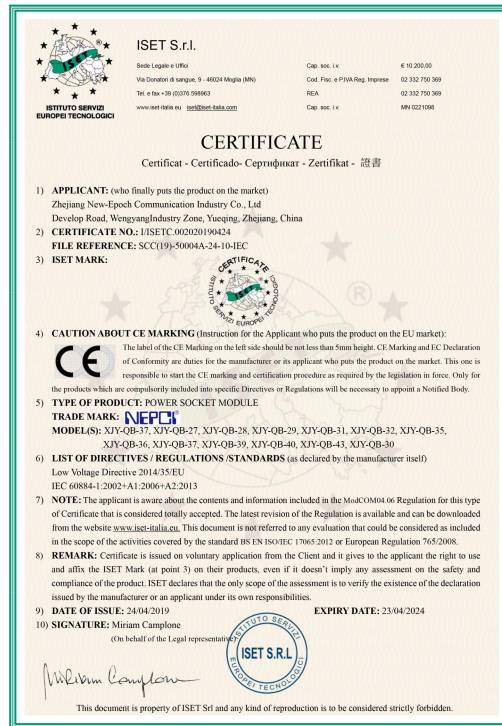 ISET
ISTITUTO SERVIZI
EUROPEI TECNOLOGICI
ISET S.r.l.
Sede Legale e Uffici
Via Donatori di sangue, 9 - 46024 Moglia (MN)
Tel. e fax +39 (0)376 598963
www.iset-italia.eu iset@iset-italia.com
Cap. soc. i.v. € 10.200,00
Cod. Fisc. e P.IVA Reg. Imprese 02 332 750 369
REA 02 332 750 369
Cap. soc. i.v. MN 0221098
CERTIFICATE
Certificat - Certificado- Сертификат - Zertifikat - 證書
1) APPLICANT: (who finally puts the product on the market)
Zhejiang New-Epoch Communication Industry Co., Ltd
Develop Road, WengyangIndustry Zone, Yueqing, Zhejiang, China
2) CERTIFICATE NO.: I/ISETC.002020190424
FILE REFERENCE: SCC(19)-50004A-24-10-IEC
3) ISET MARK:
CERTIFICATE
ISET
ISTITUTO SERVIZI EUROPEI TECNOLOGICI
4) CAUTION ABOUT CE MARKING (Instruction for the Applicant who puts the product on the EU market):
CE
The label of the CE Marking on the left side should be not less than 5mm height. CE Marking and EC Declaration
of Conformity are duties for the manufacturer or its applicant who puts the product on the market. This one is
responsible to start the CE marking and certification procedure as required by the legislation in force. Only for
the products which are compulsorily included into specific Directives or Regulations will be necessary to appoint a Notified Body.
5) TYPE OF PRODUCT: POWER SOCKET MODULE
TRADE MARK: NEPCI®
MODEL(S): XJY-QB-37, XJY-QB-27, XJY-QB-28, XJY-QB-29, XJY-QB-31, XJY-QB-32, XJY-QB-35,
XJY-QB-36, XJY-QB-37, XJY-QB-39, XJY-QB-40, XJY-QB-43, XJY-QB-30
6) LIST OF DIRECTIVES / REGULATIONS /STANDARDS (as declared by the manufacturer itself)
Low Voltage Directive 2014/35/EU
IEC 60884-1:2002+A1:2006+A2:2013
7) NOTE: The applicant is aware about the contents and information included in the ModCOM04.06 Regulation for this type
of Certificate that is considered totally accepted. The latest revision of the Regulation is available and can be downloaded
from the website www.iset-italia.eu. This document is not referred to any evaluation that could be considered as included
in the scope of the activities covered by the standard BS EN ISO/IEC 17065:2012 or European Regulation 765/2008.
8) REMARK: Certificate is issued on voluntary application from the Client and it gives to the applicant the right to use
and affix the ISET Mark (at point 3) on their products, even if it doesn't imply any assessment on the safety and
compliance of the product. ISET declares that the only scope of the assessment is to verify the existence of the declaration
issued by the manufacturer or an applicant under its own responsibilities.
9) DATE OF ISSUE: 24/04/2019 EXPIRY DATE: 23/04/2024
10) SIGNATURE: Miriam Camplone
(On behalf of the Legal representative)
ISTITUTO SERVIZI
ISET S.R.L
EUROPEI TECNOLOGICI
Miriam Camplone
This document is property of ISET Srl and any kind of reproduction is to be considered strictly forbidden.